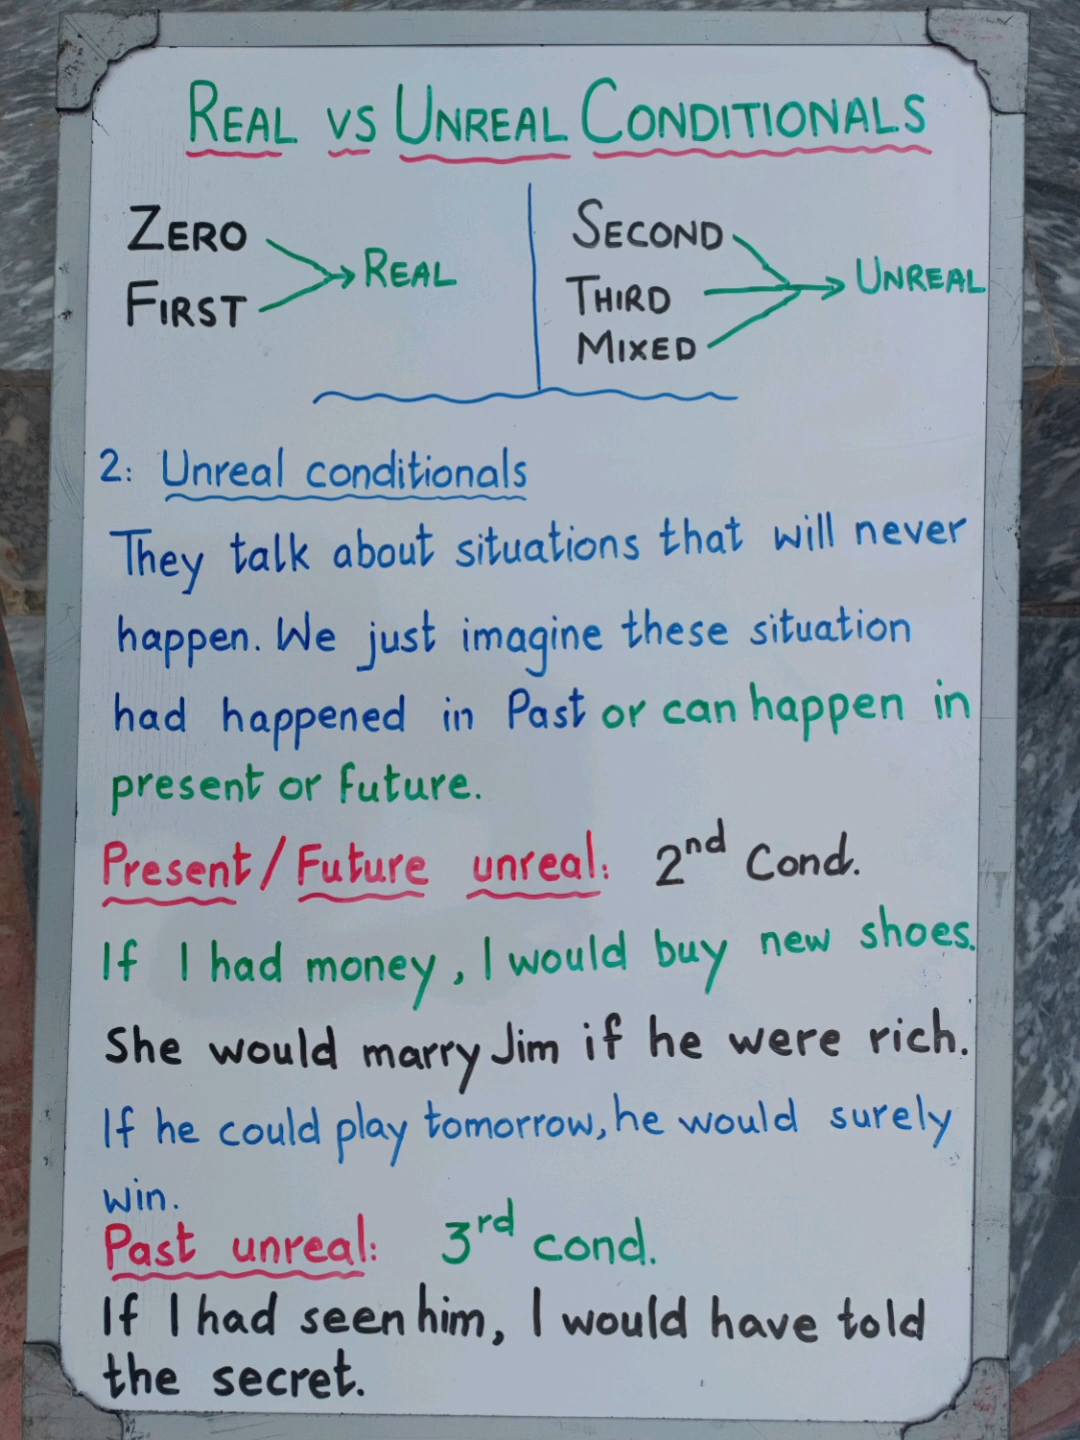 REAL VS UNREAL CONDITIONALS
ZERO
FIRST
REAL
SECOND
THIRD
MIXED
UNREAL
2: Unreal conditionals
They talk about situations that will never
happen. We just imagine these situation
had happened in Past or can happen in
present or future.
Present/Future unreal: 2nd Cond.
If I had money, I would buy new shoes.
She would marry Jim if he were rich.
If he could play tomorrow, he would surely
win.
Past unreal: 3rd cond.
If I had seen him, I would have told
the secret.